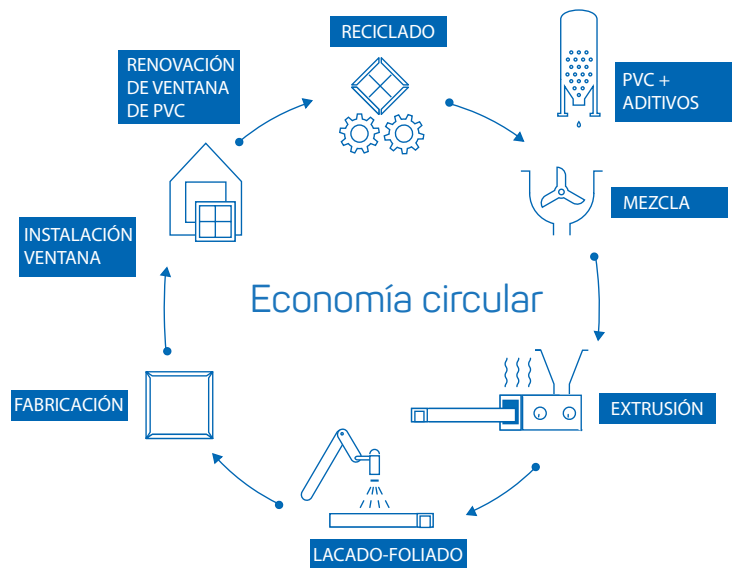 RECICLADO
PVC +
ADITIVOS
RENOVACIÓN
DE VENTANA
DE PVC
MEZCLA
INSTALACIÓN
VENTANA
Economía circular
FABRICACIÓN
EXTRUSIÓN
LACADO-FOLIADO